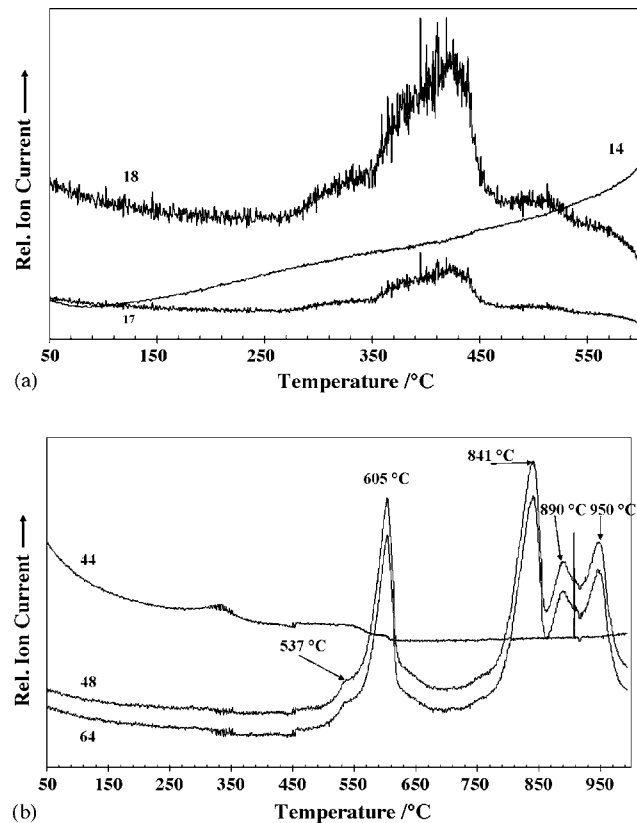 Rel. Ion Current
18
14
17
50 150 250 350 450 550
Temperature /°C
(a)
Rel. Ion Current
841 °C
605 °C
890 °C 950 °C
44
537 °C
48
64
50 150 250 350 450 550 650 750 850 950
Temperature /°C
(b)